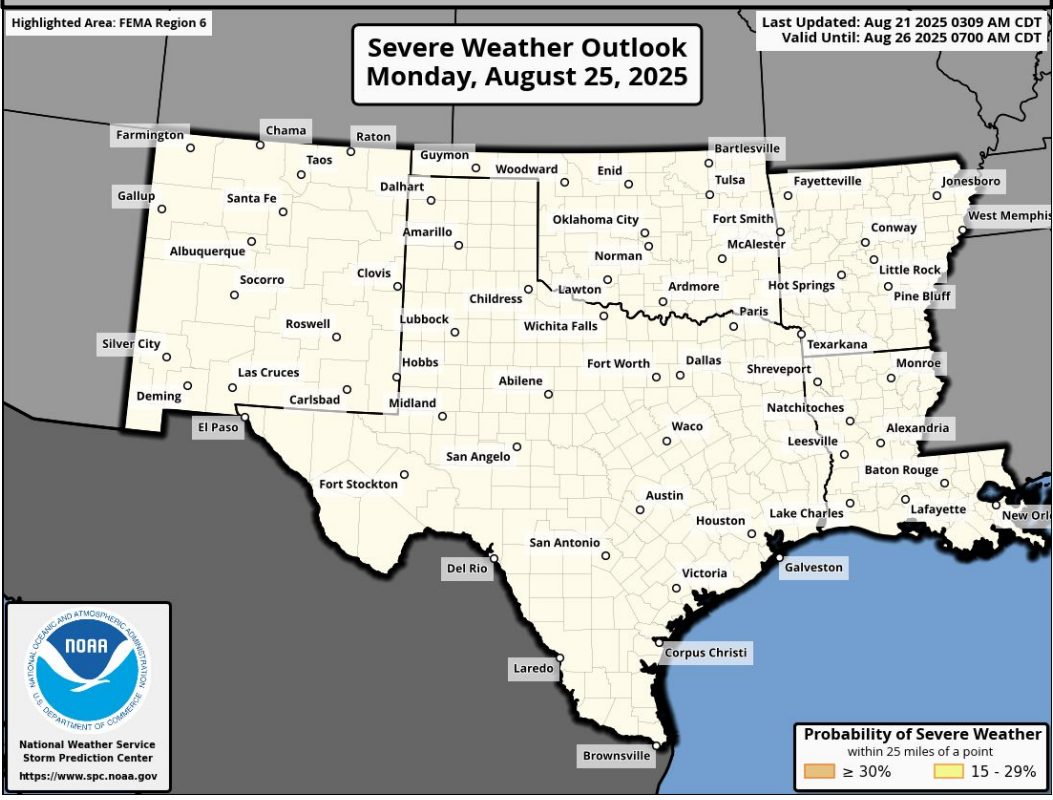 Highlighted Area: FEMA Region 6
Last Updated: Aug 21 2025 0309 AM CDT
Valid Until: Aug 26 2025 0700 AM CDT
Severe Weather Outlook
Monday, August 25, 2025
Farmington
Chama
Raton
Taos
Guymon
Woodward
Enid
Bartlesville
Gallup
Santa Fe
Dalhart
Tulsa
Fayetteville
Jonesboro
Albuquerque
Amarillo
Oklahoma City
Norman
Fort Smith
McAlester
Conway
West Memphis
Socorro
Clovis
Childress
Lawton
Ardmore
Hot Springs
Little Rock
Pine Bluff
Roswell
Lubbock
Wichita Falls
Paris
Texarkana
Silver City
Las Cruces
Hobbs
Abilene
Fort Worth
Dallas
Shreveport
Monroe
Deming
Carlsbad
Midland
El Paso
Natchitoches
Waco
Leesville
Alexandria
San Angelo
Fort Stockton
Baton Rouge
Austin
Houston
Lake Charles
Lafayette
New Orl
San Antonio
Del Rio
Galveston
Victoria
Laredo
Corpus Christi
Brownsville
NATIONAL OCEANIC AND ATMOSPHERIC ADMINISTRATION
NOAA
U.S. DEPARTMENT OF COMMERCE
National Weather Service
Storm Prediction Center
https://www.spc.noaa.gov
Probability of Severe Weather
within 25 miles of a point
≥ 30%
15 - 29%